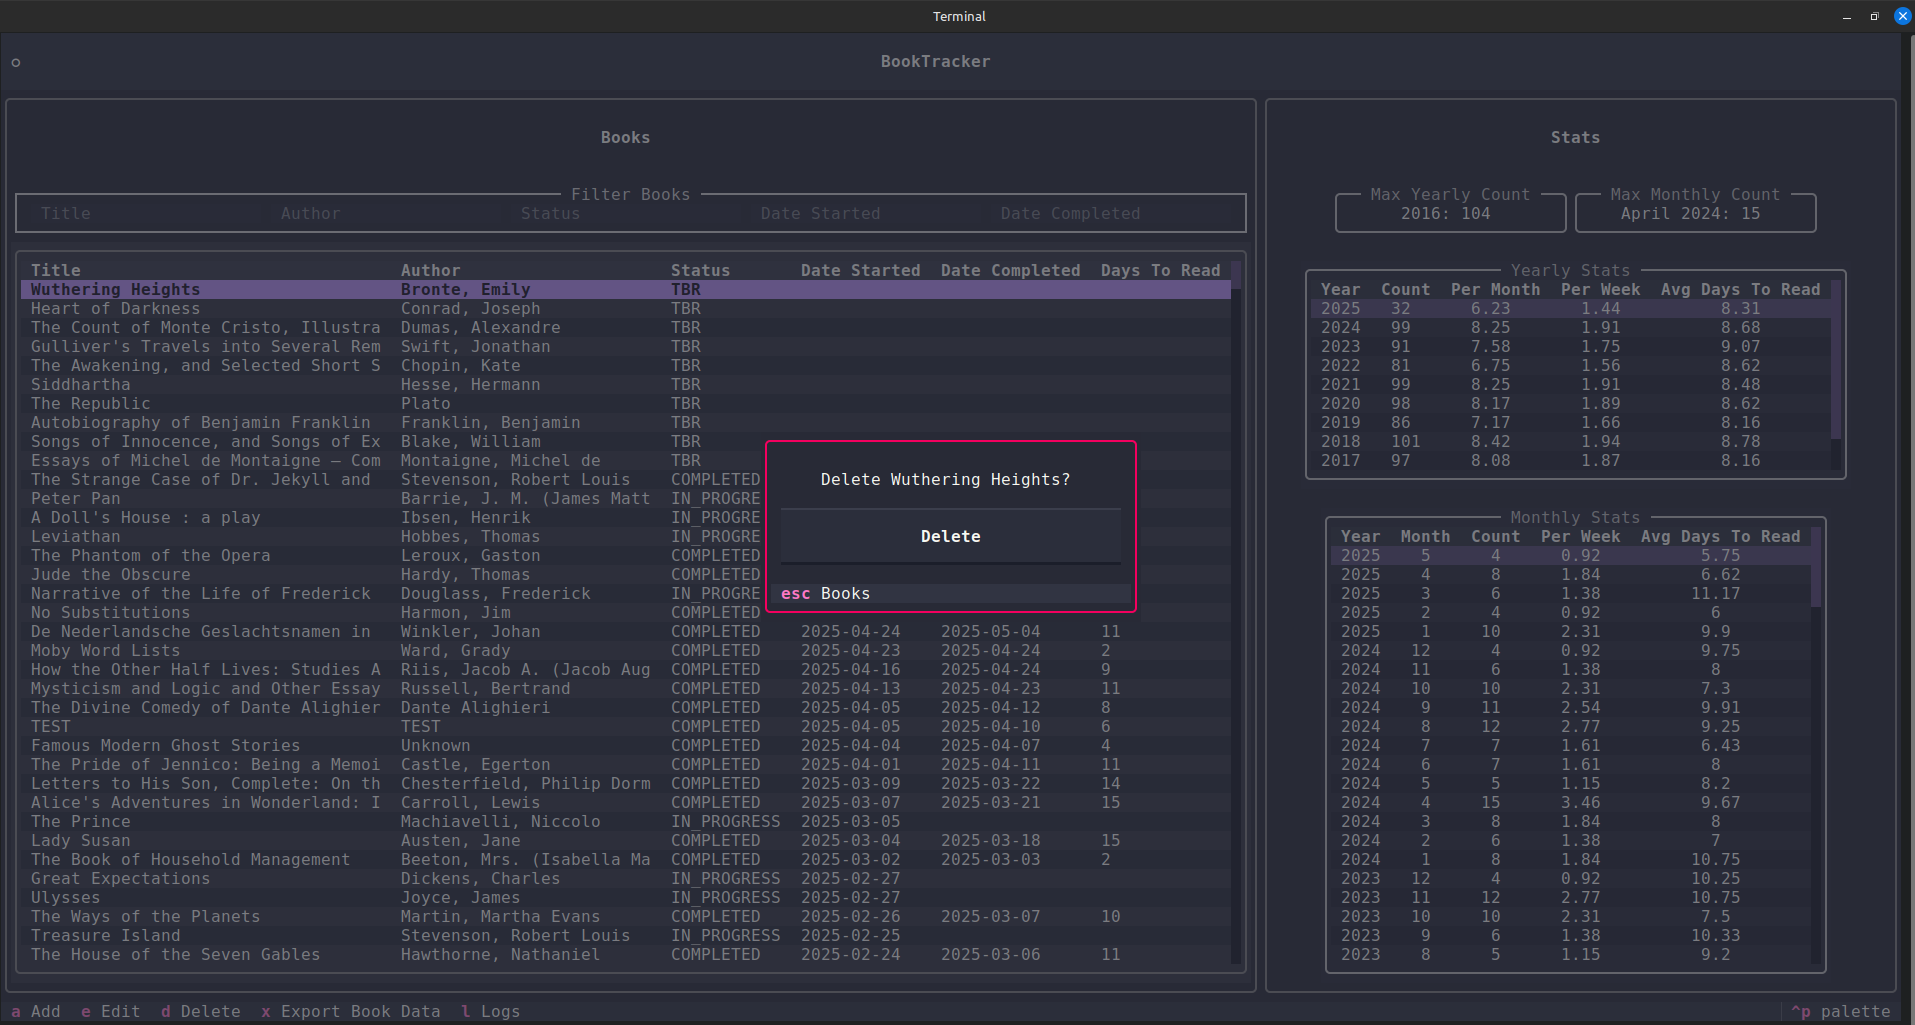 Terminal
BookTracker
Books
Filter Books
Title Author Status Date Started Date Completed
Title Author Status Date Started Date Completed Days To Read
Wuthering Heights Bronte, Emily TBR
Heart of Darkness Conrad, Joseph TBR
The Count of Monte Cristo, Illustra Dumas, Alexandre TBR
Gulliver's Travels into Several Rem Swift, Jonathan TBR
The Awakening, and Selected Short S Chopin, Kate TBR
Siddhartha Hesse, Hermann TBR
The Republic Plato TBR
Autobiography of Benjamin Franklin Franklin, Benjamin TBR
Songs of Innocence, and Songs of Ex Blake, William TBR
Essays of Michel de Montaigne — Com Montaigne, Michel de TBR
The Strange Case of Dr. Jekyll and Stevenson, Robert Louis COMPLETED
Peter Pan Barrie, J. M. (James Matt IN_PROGRE
A Doll's House : a play Ibsen, Henrik IN_PROGRE
Leviathan Hobbes, Thomas IN_PROGRE
The Phantom of the Opera Leroux, Gaston COMPLETED
Jude the Obscure Hardy, Thomas COMPLETED
Narrative of the Life of Frederick Douglass, Frederick IN_PROGRE
No Substitutions Harmon, Jim COMPLETED
De Nederlandsche Geslachtsnamen in Winkler, Johan COMPLETED 2025-04-24 2025-05-04 11
Moby Word Lists Ward, Grady COMPLETED 2025-04-23 2025-04-24 2
How the Other Half Lives: Studies A Riis, Jacob A. (Jacob Aug COMPLETED 2025-04-16 2025-04-24 9
Mysticism and Logic and Other Essay Russell, Bertrand COMPLETED 2025-04-13 2025-04-23 11
The Divine Comedy of Dante Alighier Dante Alighieri COMPLETED 2025-04-05 2025-04-12 8
TEST TEST COMPLETED 2025-04-05 2025-04-10 6
Famous Modern Ghost Stories Unknown COMPLETED 2025-04-04 2025-04-07 4
The Pride of Jennico: Being a Memoi Castle, Egerton COMPLETED 2025-04-01 2025-04-11 11
Letters to His Son, Complete: On th Chesterfield, Philip Dorm COMPLETED 2025-03-09 2025-03-22 14
Alice's Adventures in Wonderland: I Carroll, Lewis COMPLETED 2025-03-07 2025-03-21 15
The Prince Machiavelli, Niccolo IN_PROGRESS 2025-03-05
Lady Susan Austen, Jane COMPLETED 2025-03-04 2025-03-18 15
The Book of Household Management Beeton, Mrs. (Isabella Ma COMPLETED 2025-03-02 2025-03-03 2
Great Expectations Dickens, Charles IN_PROGRESS 2025-02-27
Ulysses Joyce, James IN_PROGRESS 2025-02-27
The Ways of the Planets Martin, Martha Evans COMPLETED 2025-02-26 2025-03-07 10
Treasure Island Stevenson, Robert Louis IN_PROGRESS 2025-02-25
The House of the Seven Gables Hawthorne, Nathaniel COMPLETED 2025-02-24 2025-03-06 11
Delete Wuthering Heights?
Delete
esc Books
Stats
Max Yearly Count
2016: 104
Max Monthly Count
April 2024: 15
Yearly Stats
Year Count Per Month Per Week Avg Days To Read
2025 32 6.23 1.44 8.31
2024 99 8.25 1.91 8.68
2023 91 7.58 1.75 9.07
2022 81 6.75 1.56 8.62
2021 99 8.25 1.91 8.48
2020 98 8.17 1.89 8.62
2019 86 7.17 1.66 8.16
2018 101 8.42 1.94 8.78
2017 97 8.08 1.87 8.16
Monthly Stats
Year Month Count Per Week Avg Days To Read
2025 5 4 0.92 5.75
2025 4 8 1.84 6.62
2025 3 6 1.38 11.17
2025 2 4 0.92 6
2025 1 10 2.31 9.9
2024 12 4 0.92 9.75
2024 11 6 1.38 8
2024 10 10 2.31 7.3
2024 9 11 2.54 9.91
2024 8 12 2.77 9.25
2024 7 7 1.61 6.43
2024 6 7 1.61 8
2024 5 5 1.15 8.2
2024 4 15 3.46 9.67
2024 3 8 1.84 8
2024 2 6 1.38 7
2024 1 8 1.84 10.75
2023 12 4 0.92 10.25
2023 11 12 2.77 10.75
2023 10 10 2.31 7.5
2023 9 6 1.38 10.33
2023 8 5 1.15 9.2
a Add e Edit d Delete x Export Book Data l Logs ^p palette